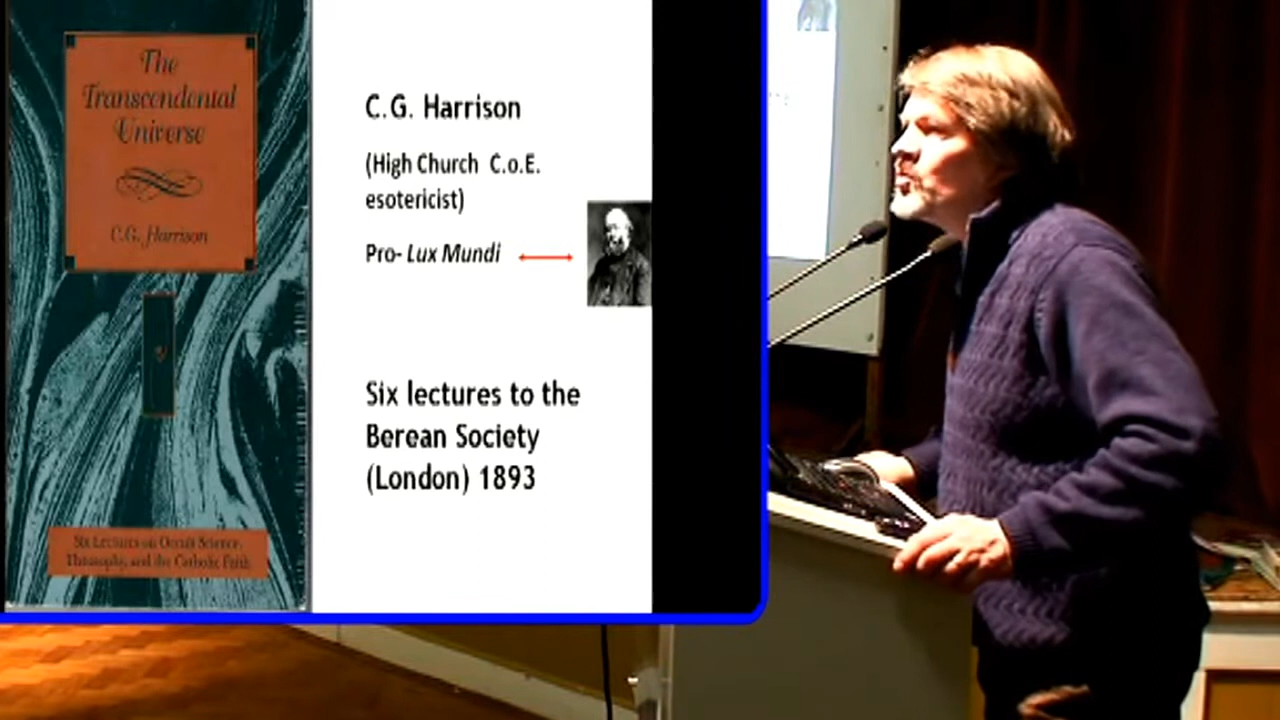 The
Transcendental
Universe
C.G. Harrison
Six Lectures on Occult Science,
Theosophy, and the Catholic Faith
C.G. Harrison
(High Church C.o.E.
esotericist)
Pro- Lux Mundi
Six lectures to the
Berean Society
(London) 1893